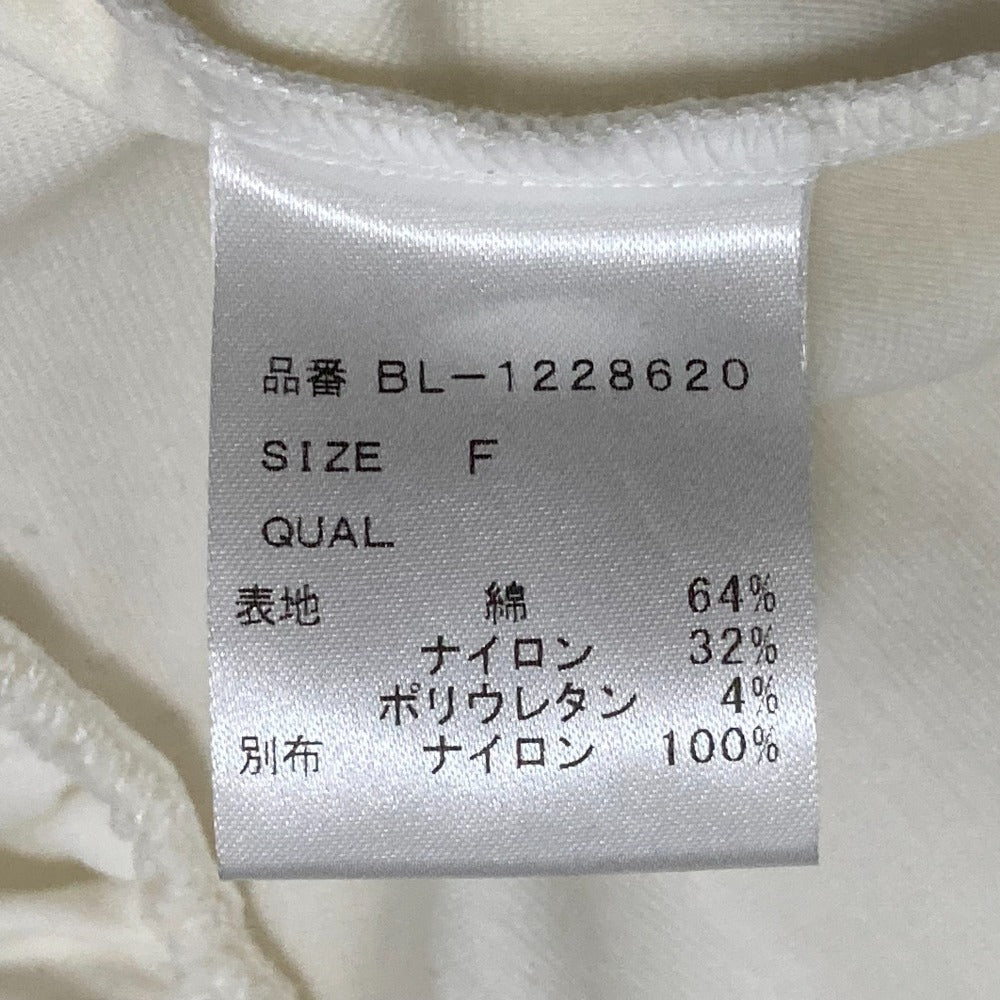 品番 BL-1228620
SIZE F
QUAL
表地 綿 64%
ナイロン 32%
ポリウレタン 4%
別布 ナイロン 100%